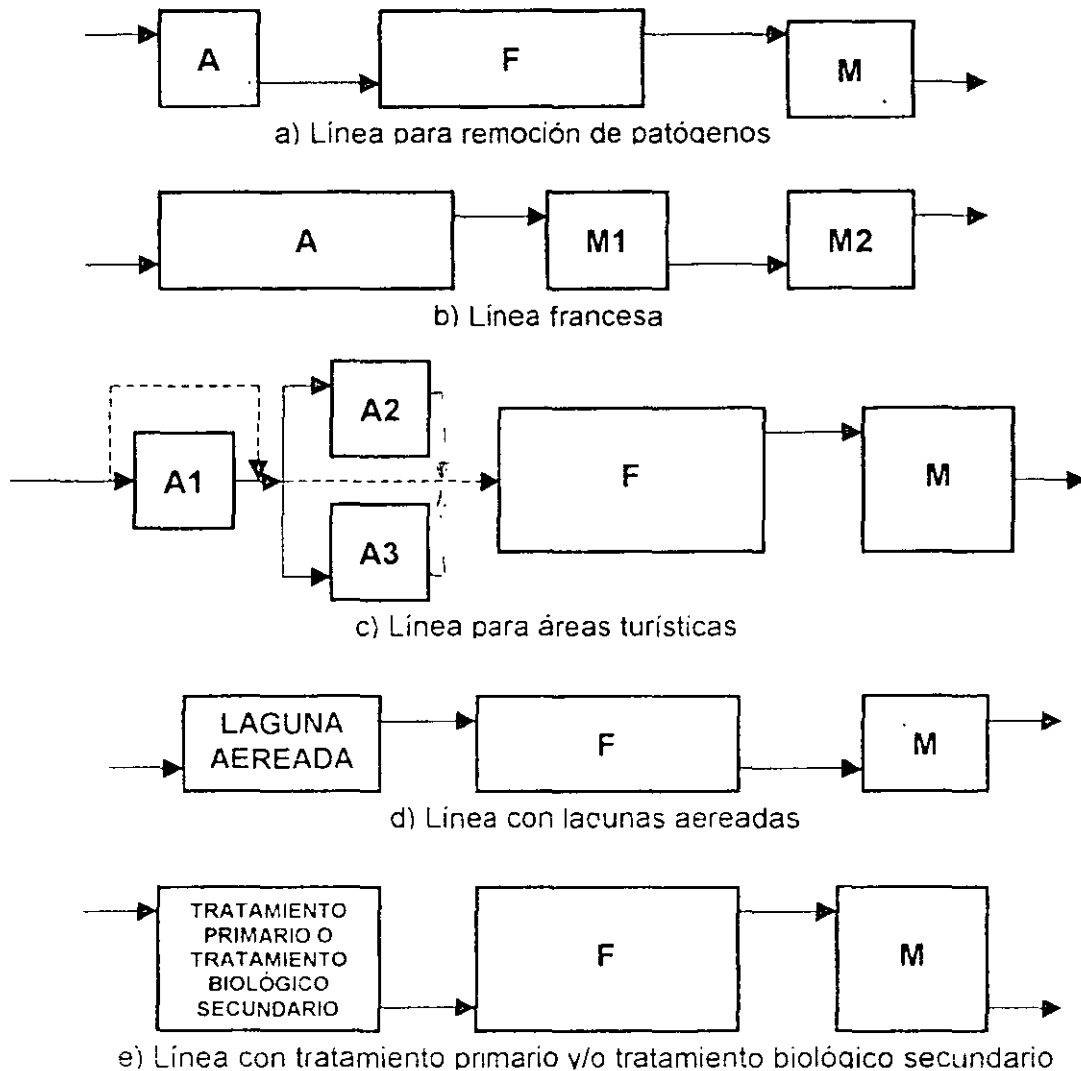 A
F
M
a) Línea para remoción de patógenos
A
M1
M2
b) Línea francesa
A1
A2
A3
F
M
c) Línea para áreas turísticas
LAGUNA
AEREADA
F
M
d) Línea con lagunas aereadas
TRATAMIENTO
PRIMARIO O
TRATAMIENTO
BIOLÓGICO
SECUNDARIO
F
M
e) Línea con tratamiento primario y/o tratamiento biológico secundario